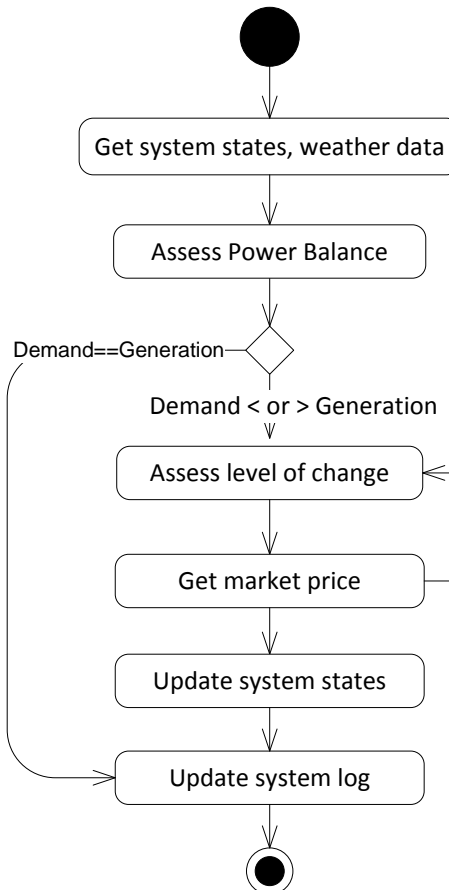 Get system states, weather data
Assess Power Balance
Demand==Generation
Demand < or > Generation
Assess level of change
Get market price
Update system states
Update system log